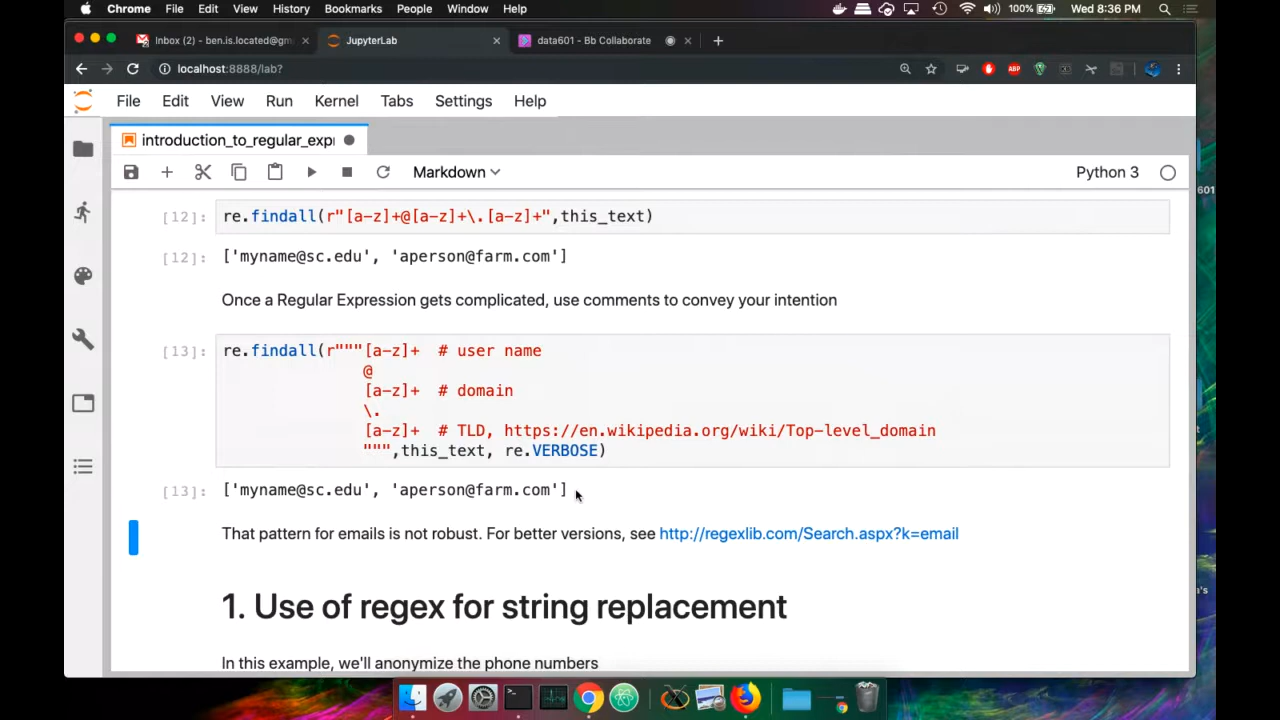 Chrome File Edit View History Bookmarks People Window Help 100% Wed 8:36 PM
Inbox (2) - ben.is.located@gm
JupyterLab
data601 - Bb Collaborate
localhost:8888/lab?
ABP
File Edit View Run Kernel Tabs Settings Help
introduction_to_regular_expr
Markdown
Python 3
601
[12]: re.findall(r"[a-z]+@[a-z]+\.[a-z]+",this_text)
[12]: ['myname@sc.edu', 'aperson@farm.com']
Once a Regular Expression gets complicated, use comments to convey your intention
[13]: re.findall(r"""[a-z]+ # user name
@
[a-z]+ # domain
\.
[a-z]+ # TLD, https://en.wikipedia.org/wiki/Top-level_domain
""",this_text, re.VERBOSE)
[13]: ['myname@sc.edu', 'aperson@farm.com']
That pattern for emails is not robust. For better versions, see http://regexlib.com/Search.aspx?k=email
1. Use of regex for string replacement
In this example, we'll anonymize the phone numbers